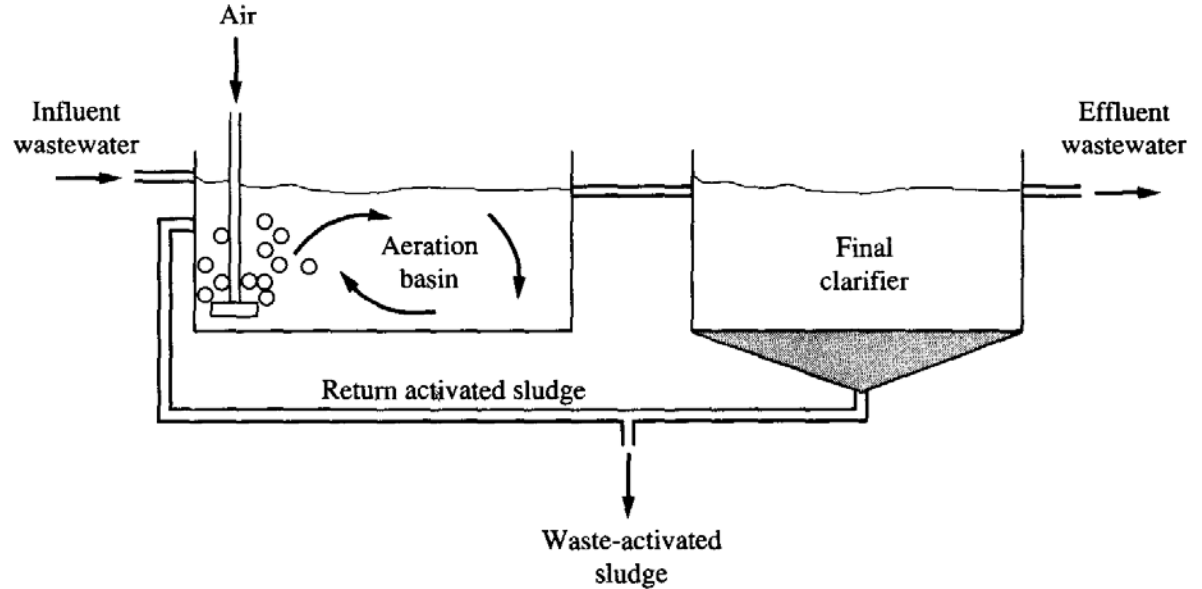 Air
Influent
wastewater
Effluent
wastewater
Aeration
basin
Final
clarifier
Return activated sludge
Waste-activated
sludge